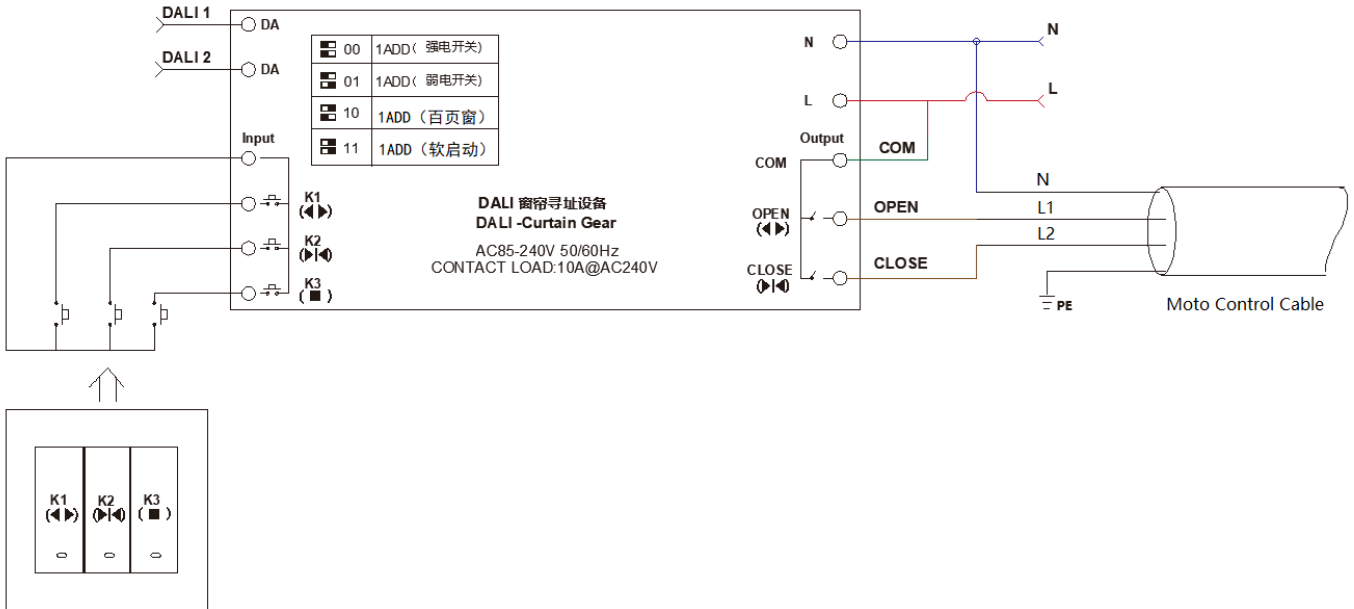 DALI 1
DA
DALI 2
DA
00 1ADD( 强电开关)
01 1ADD( 弱电开关)
10 1ADD（百页窗）
11 1ADD（软启动）
N
N
L
L
Input
Output
COM
COM
K1
(◀ ▶)
K2
(▶|◀)
K3
( ■ )
DALI 窗帘寻址设备
DALI -Curtain Gear
AC85-240V 50/60Hz
CONTACT LOAD:10A@AC240V
OPEN
(◀ ▶)
OPEN
CLOSE
(▶|◀)
CLOSE
N
L1
L2
PE
Moto Control Cable
K1
(◀ ▶)
K2
(▶|◀)
K3
( ■ )